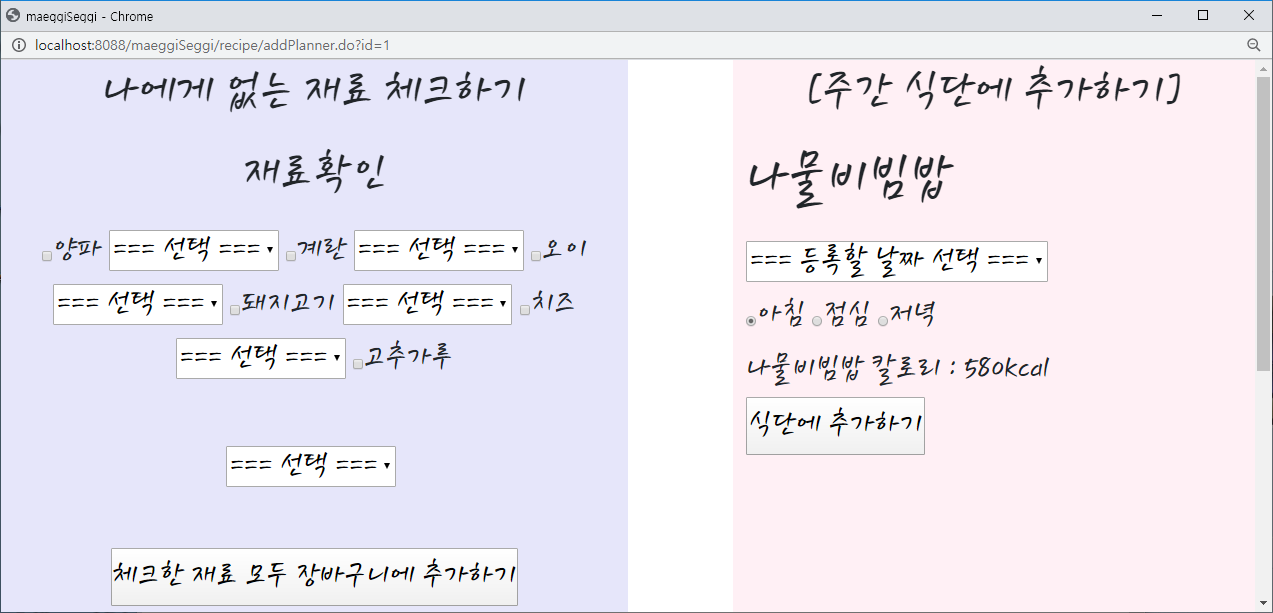 maeggiSeggi - Chrome
localhost:8088/maeggiSeggi/recipe/addPlanner.do?id=1
나에게 없는 재료 체크하기
재료확인
양파 === 선택 === 계란 === 선택 === 오이
=== 선택 === 돼지고기 === 선택 === 치즈
=== 선택 === 고추가루
=== 선택 ===
체크한 재료 모두 장바구니에 추가하기
[주간 식단에 추가하기]
나물비빔밥
=== 등록할 날짜 선택 ===
아침 점심 저녁
나물비빔밥 칼로리 : 580kcal
식단에 추가하기